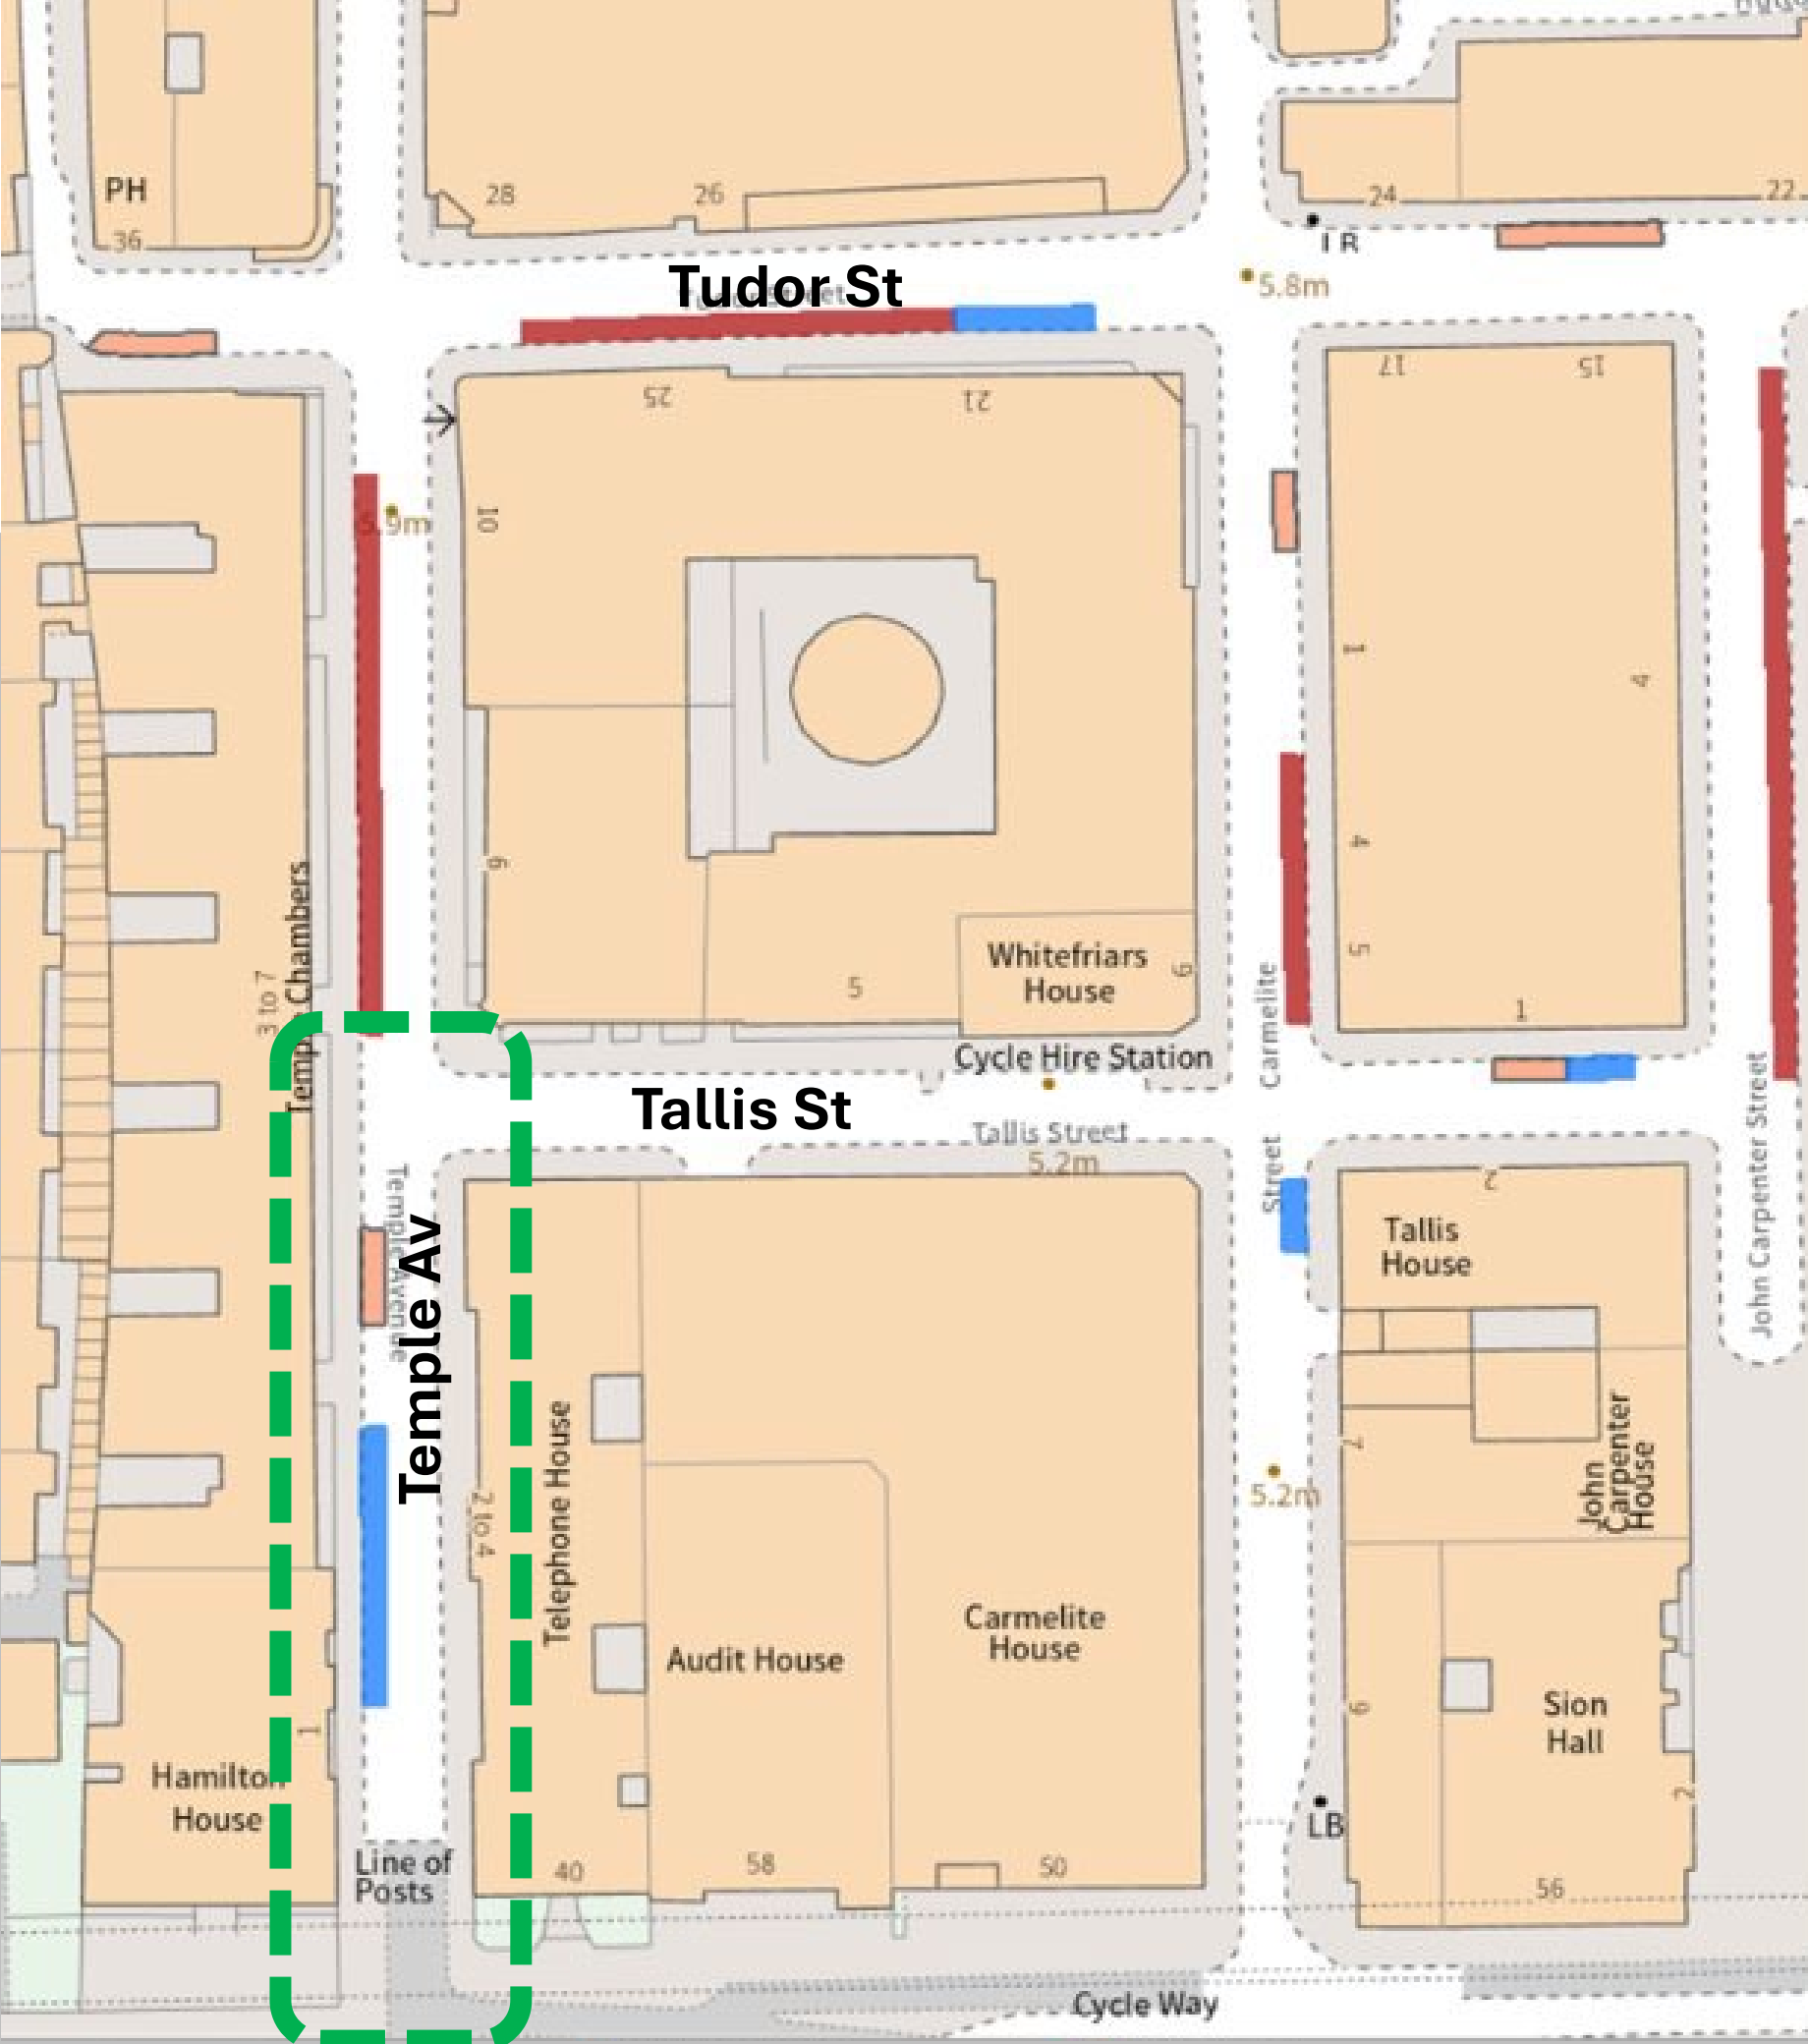 PH
36
28
26
24
22
I R
5.8m
Tudor St
Tudor Street
25
21
17
15
5.9m
10
1
4
4
5
1
6
9
3 to 7
Temple Chambers
5
Whitefriars
House
Cycle Hire Station
Carmelite
Street
Tallis St
Tallis Street
5.2m
John Carpenter Street
2
Tallis
House
Temple Avenue
Temple Av
Telephone House
2 to 4
7
John
Carpenter
House
5.2m
Audit House
Carmelite
House
9
Sion
Hall
1
Hamilton
House
2
LB
Line of
Posts
40
58
50
56
Cycle Way